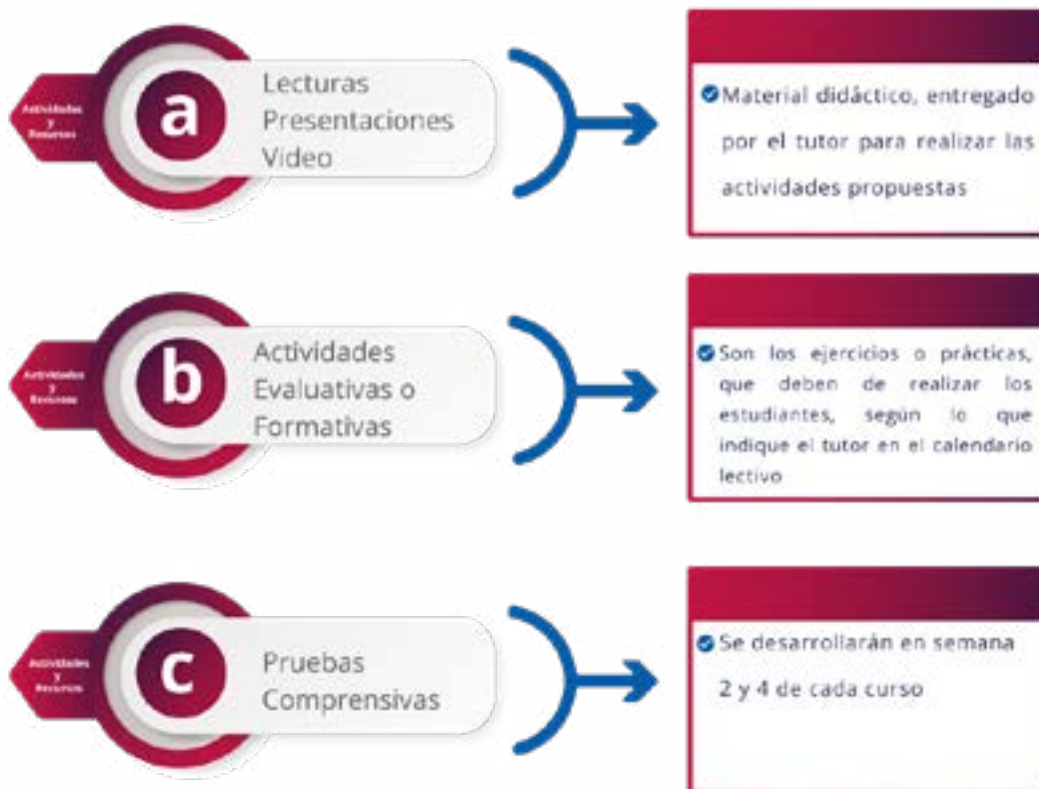 Actividades
y
Recursos
a
Lecturas
Presentaciones
Video
Material didáctico, entregado
por el tutor para realizar las
actividades propuestas
Actividades
y
Recursos
b
Actividades
Evaluativas o
Formativas
Son los ejercicios o prácticas,
que deben de realizar los
estudiantes, según lo que
indique el tutor en el calendario
lectivo
Actividades
y
Recursos
c
Pruebas
Comprensivas
Se desarrollarán en semana
2 y 4 de cada curso